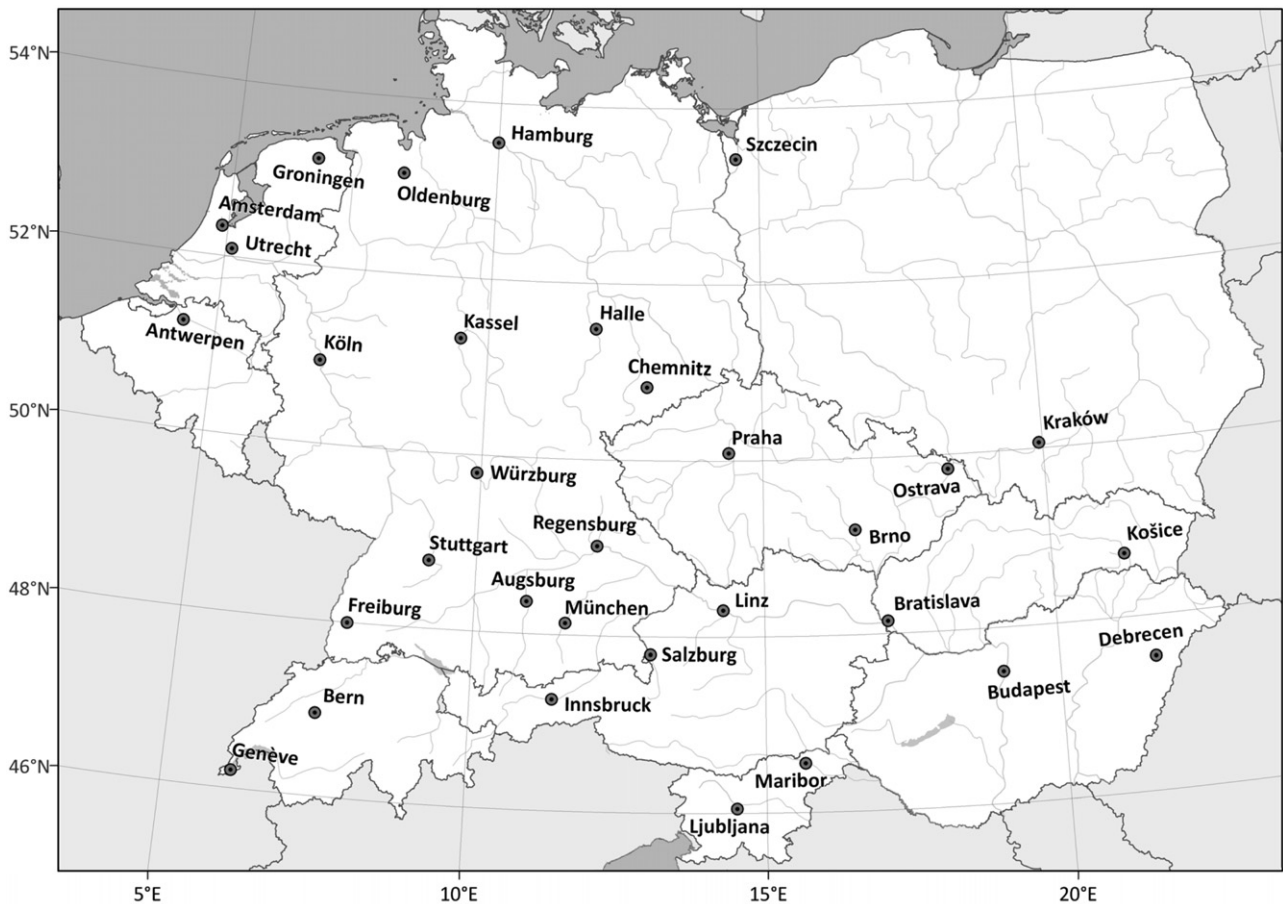 54°N
Hamburg
Szczecin
Groningen
Oldenburg
Amsterdam
52°N
Utrecht
Halle
Kassel
Antwerpen
Köln
Chemnitz
50°N
Kraków
Praha
Würzburg
Ostrava
Regensburg
Brno
Košice
Stuttgart
Augsburg
48°N
Linz
Bratislava
Freiburg
München
Debrecen
Salzburg
Budapest
Bern
Innsbruck
Genève
46°N
Maribor
Ljubljana
5°E
10°E
15°E
20°E